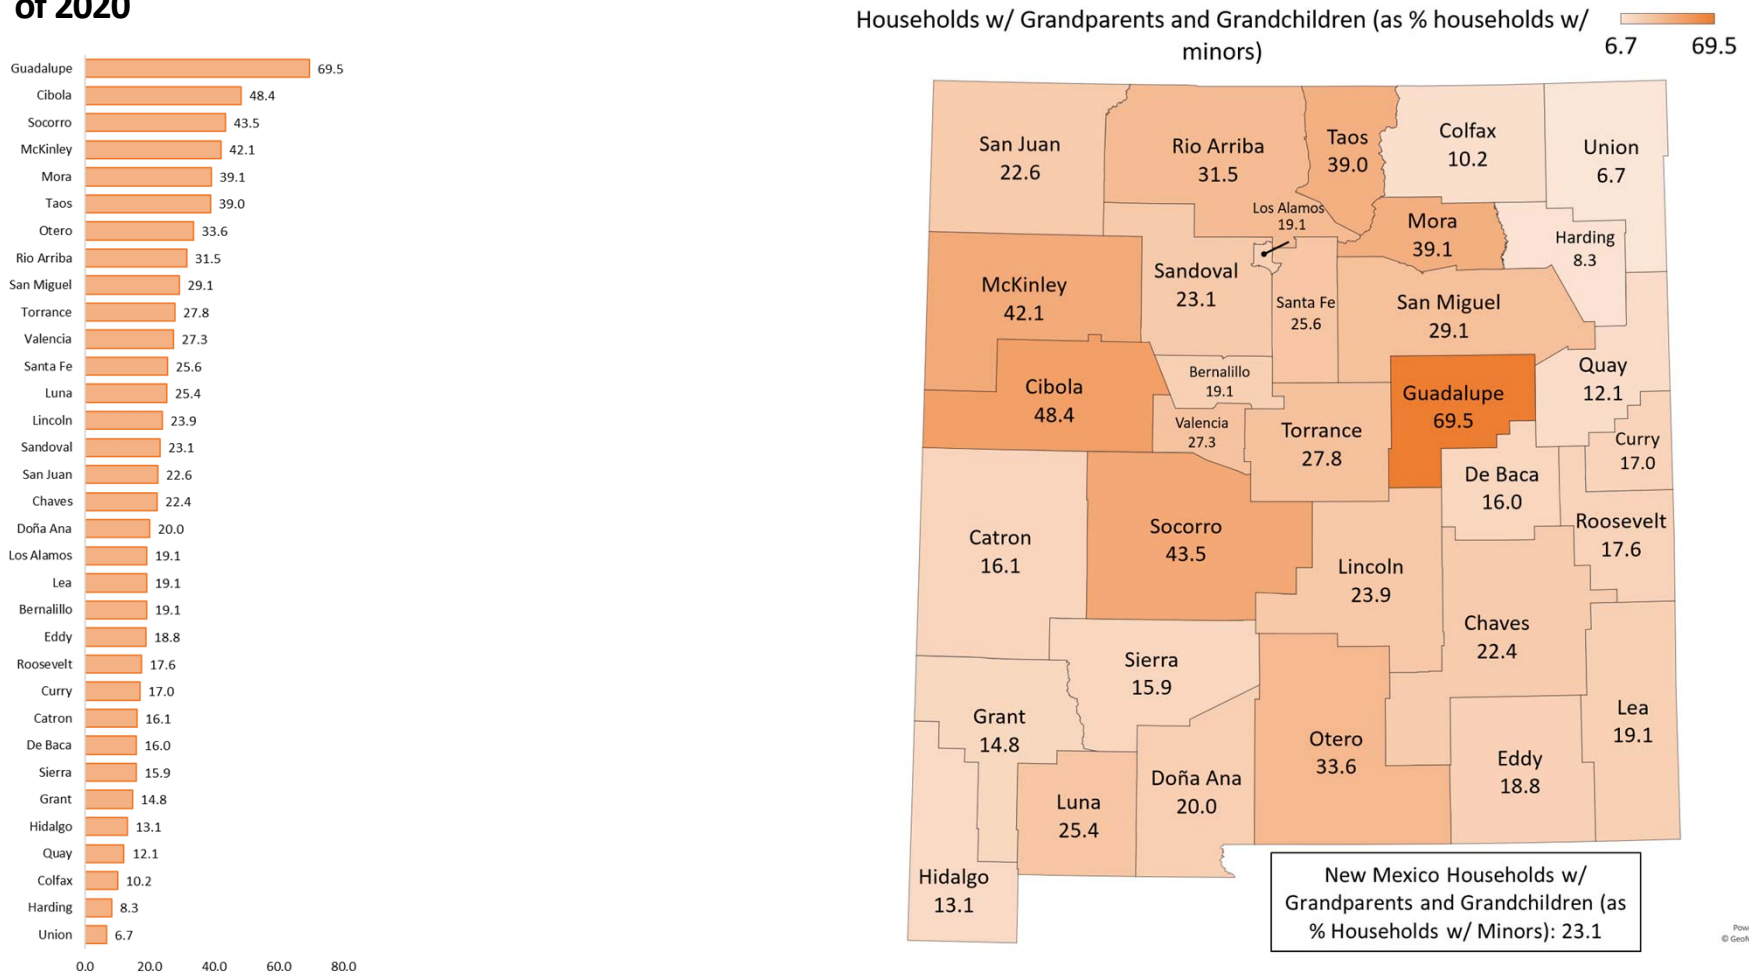 of 2020
Guadalupe 69.5
Cibola 48.4
Socorro 43.5
McKinley 42.1
Mora 39.1
Taos 39.0
Otero 33.6
Rio Arriba 31.5
San Miguel 29.1
Torrance 27.8
Valencia 27.3
Santa Fe 25.6
Luna 25.4
Lincoln 23.9
Sandoval 23.1
San Juan 22.6
Chaves 22.4
Doña Ana 20.0
Los Alamos 19.1
Lea 19.1
Bernalillo 19.1
Eddy 18.8
Roosevelt 17.6
Curry 17.0
Catron 16.1
De Baca 16.0
Sierra 15.9
Grant 14.8
Hidalgo 13.1
Quay 12.1
Colfax 10.2
Harding 8.3
Union 6.7
0.0 20.0 40.0 60.0 80.0
Households w/ Grandparents and Grandchildren (as % households w/
minors)
6.7 69.5
San Juan
22.6
Rio Arriba
31.5
Taos
39.0
Colfax
10.2
Union
6.7
Los Alamos
19.1
Mora
39.1
Harding
8.3
McKinley
42.1
Sandoval
23.1
Santa Fe
25.6
San Miguel
29.1
Cibola
48.4
Bernalillo
19.1
Valencia
27.3
Torrance
27.8
Guadalupe
69.5
Quay
12.1
Curry
17.0
De Baca
16.0
Roosevelt
17.6
Catron
16.1
Socorro
43.5
Lincoln
23.9
Chaves
22.4
Sierra
15.9
Grant
14.8
Otero
33.6
Lea
19.1
Eddy
18.8
Doña Ana
20.0
Luna
25.4
Hidalgo
13.1
New Mexico Households w/
Grandparents and Grandchildren (as
% Households w/ Minors): 23.1
Powe
© GeoN